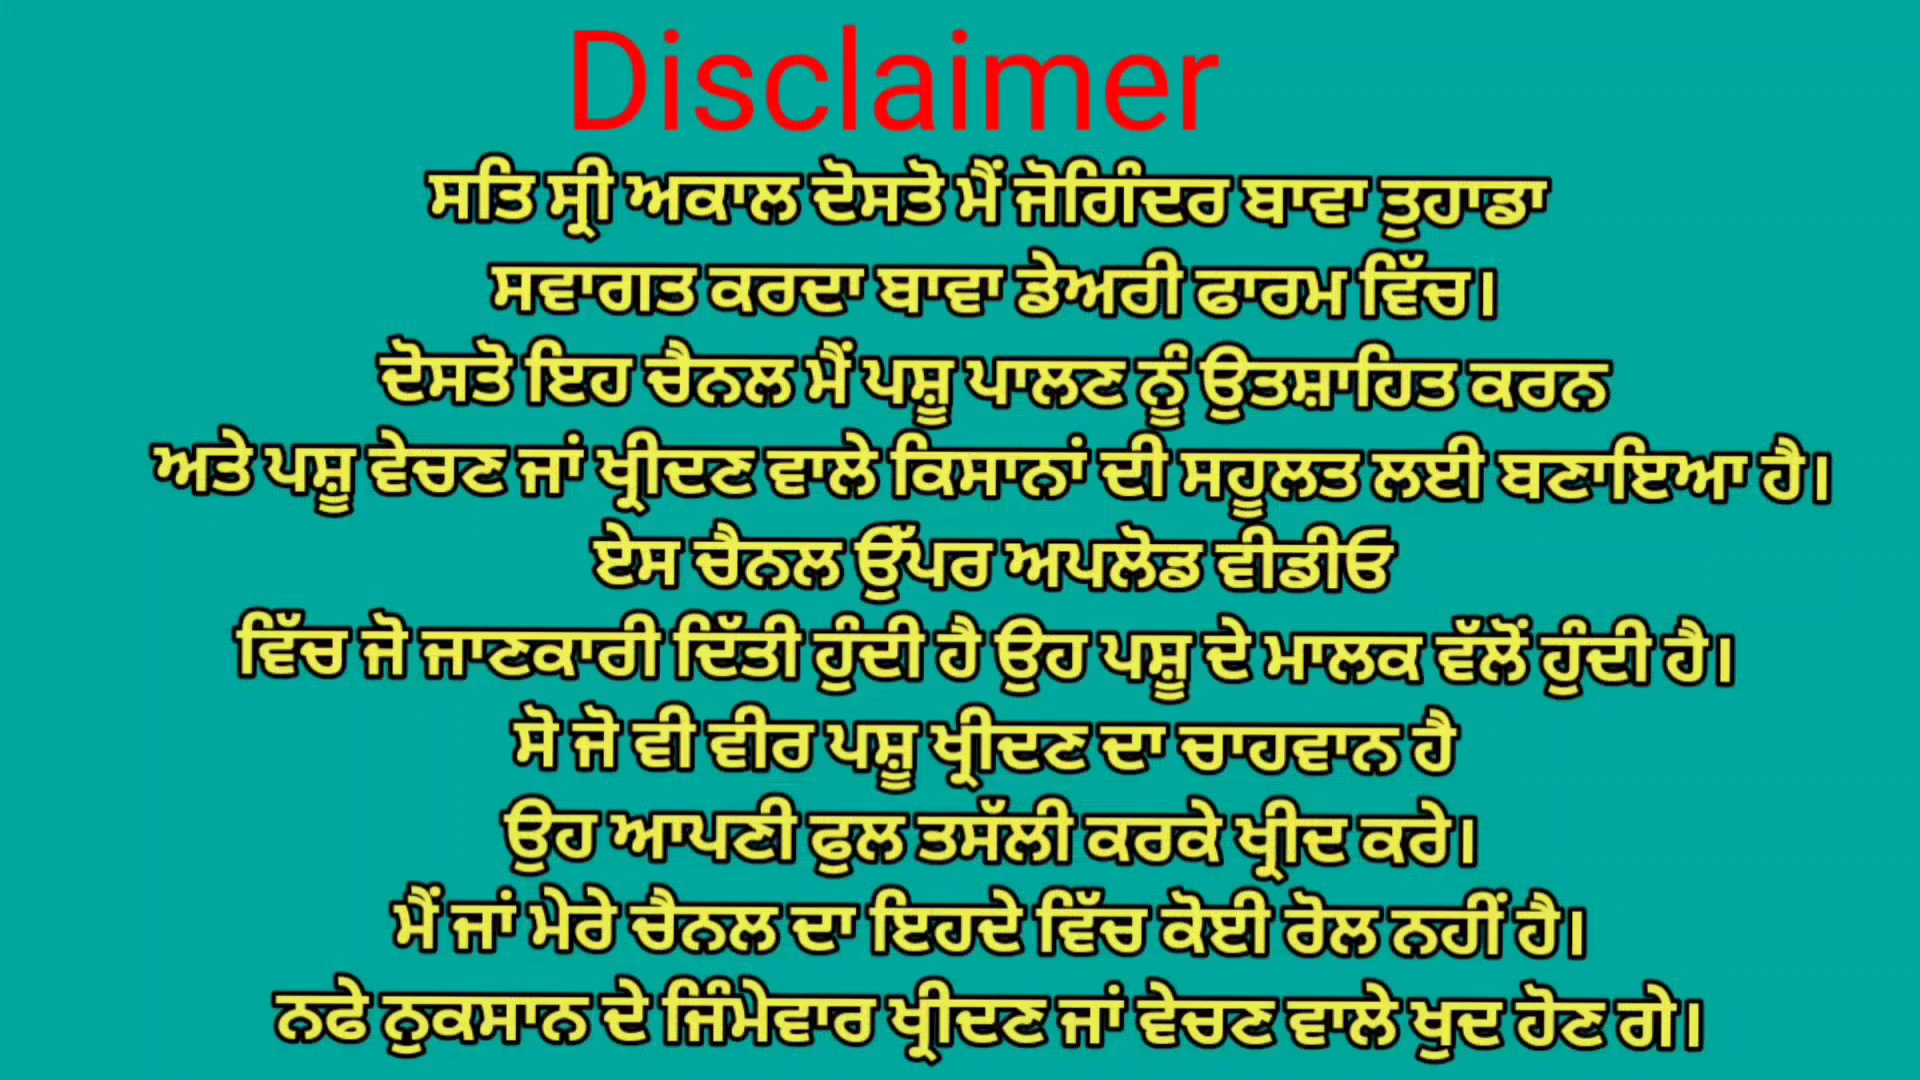 Disclaimer
ਸਤਿ ਸ੍ਰੀ ਅਕਾਲ ਦੋਸਤੋ ਮੈਂ ਜੋਗਿੰਦਰ ਬਾਵਾ ਤੁਹਾਡਾ
ਸਵਾਗਤ ਕਰਦਾ ਬਾਵਾ ਡੇਅਰੀ ਫਾਰਮ ਵਿੱਚ।
ਦੋਸਤੋ ਇਹ ਚੈਨਲ ਮੈਂ ਪਸ਼ੂ ਪਾਲਣ ਨੂੰ ਉਤਸ਼ਾਹਿਤ ਕਰਨ
ਅਤੇ ਪਸ਼ੂ ਵੇਚਣ ਜਾਂ ਖ੍ਰੀਦਣ ਵਾਲੇ ਕਿਸਾਨਾਂ ਦੀ ਸਹੂਲਤ ਲਈ ਬਣਾਇਆ ਹੈ।
ਏਸ ਚੈਨਲ ਉੱਪਰ ਅਪਲੋਡ ਵੀਡੀਓ
ਵਿੱਚ ਜੋ ਜਾਣਕਾਰੀ ਦਿੱਤੀ ਹੁੰਦੀ ਹੈ ਉਹ ਪਸ਼ੂ ਦੇ ਮਾਲਕ ਵੱਲੋਂ ਹੁੰਦੀ ਹੈ।
ਸੋ ਜੋ ਵੀ ਵੀਰ ਪਸ਼ੂ ਖ੍ਰੀਦਣ ਦਾ ਚਾਹਵਾਨ ਹੈ
ਉਹ ਆਪਣੀ ਫੁਲ ਤਸੱਲੀ ਕਰਕੇ ਖ੍ਰੀਦ ਕਰੇ।
ਮੈਂ ਜਾਂ ਮੇਰੇ ਚੈਨਲ ਦਾ ਇਹਦੇ ਵਿੱਚ ਕੋਈ ਰੋਲ ਨਹੀਂ ਹੈ।
ਨਫੇ ਨੁਕਸਾਨ ਦੇ ਜਿੰਮੇਵਾਰ ਖ੍ਰੀਦਣ ਜਾਂ ਵੇਚਣ ਵਾਲੇ ਖੁਦ ਹੋਣ ਗੇ।